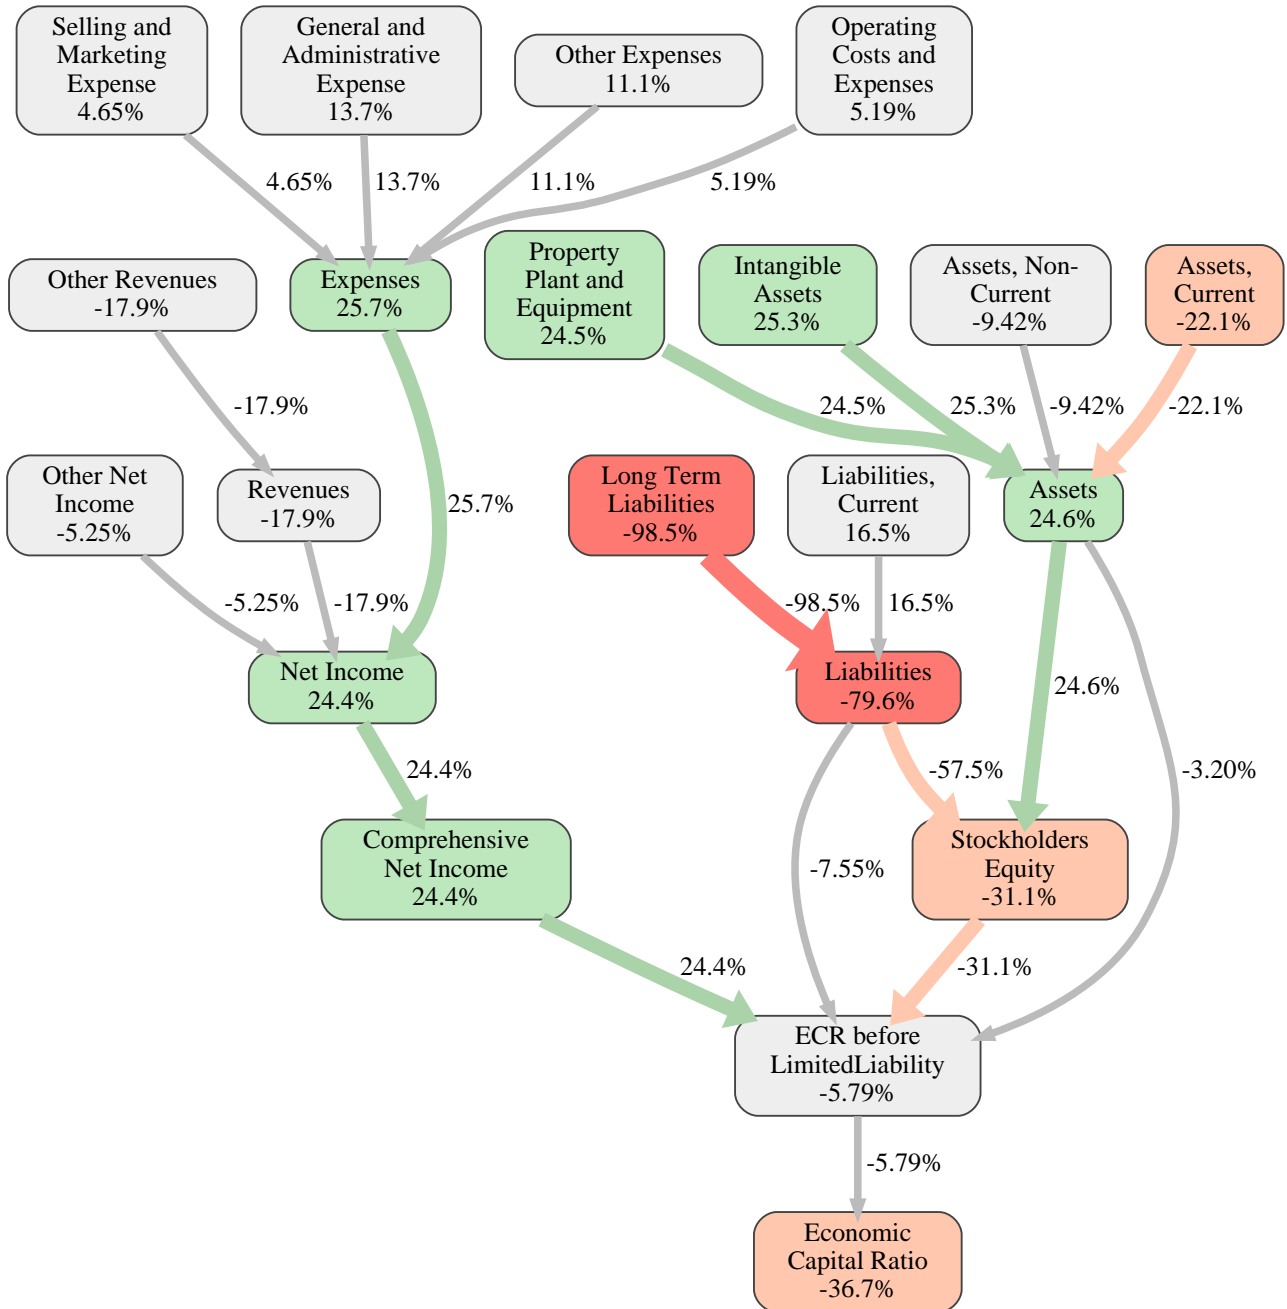 Selling and
Marketing
Expense
4.65%
General and
Administrative
Expense
13.7%
Other Expenses
11.1%
Operating
Costs and
Expenses
5.19%
4.65%
13.7%
11.1%
5.19%
Other Revenues
-17.9%
Expenses
25.7%
Property
Plant and
Equipment
24.5%
Intangible
Assets
25.3%
Assets, Non-
Current
-9.42%
Assets,
Current
-22.1%
-17.9%
24.5%
25.3%
-9.42%
-22.1%
Other Net
Income
-5.25%
Revenues
-17.9%
25.7%
Long Term
Liabilities
-98.5%
Liabilities,
Current
16.5%
Assets
24.6%
-5.25%
-17.9%
-98.5%
16.5%
Net Income
24.4%
Liabilities
-79.6%
24.6%
24.4%
-57.5%
-3.20%
Comprehensive
Net Income
24.4%
-7.55%
Stockholders
Equity
-31.1%
24.4%
-31.1%
ECR before
LimitedLiability
-5.79%
-5.79%
Economic
Capital Ratio
-36.7%